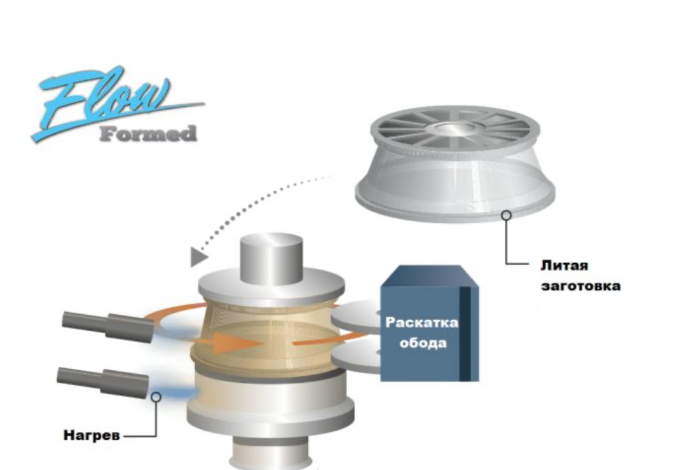 Flow
Formed
Литая
заготовка
Раскатка
обода
Нагрев